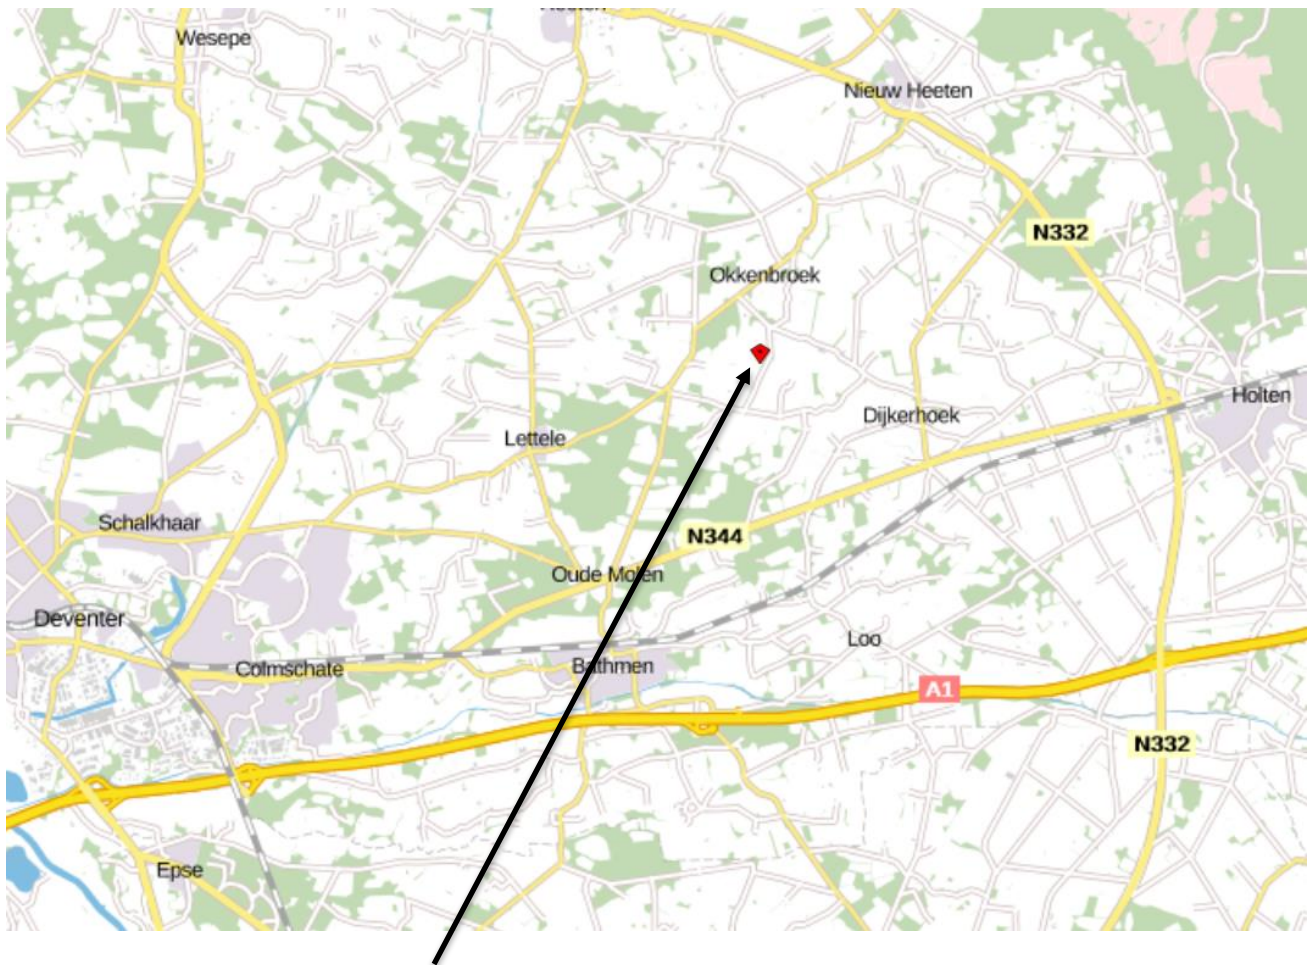 Wesepe
Nieuw Heeten
N332
Okkenbroek
Holten
Dijkerhoek
Lettele
Schalkhaar
N344
Oude Molen
Deventer
Loo
Colmschate
Bathmen
A1
N332
Epse